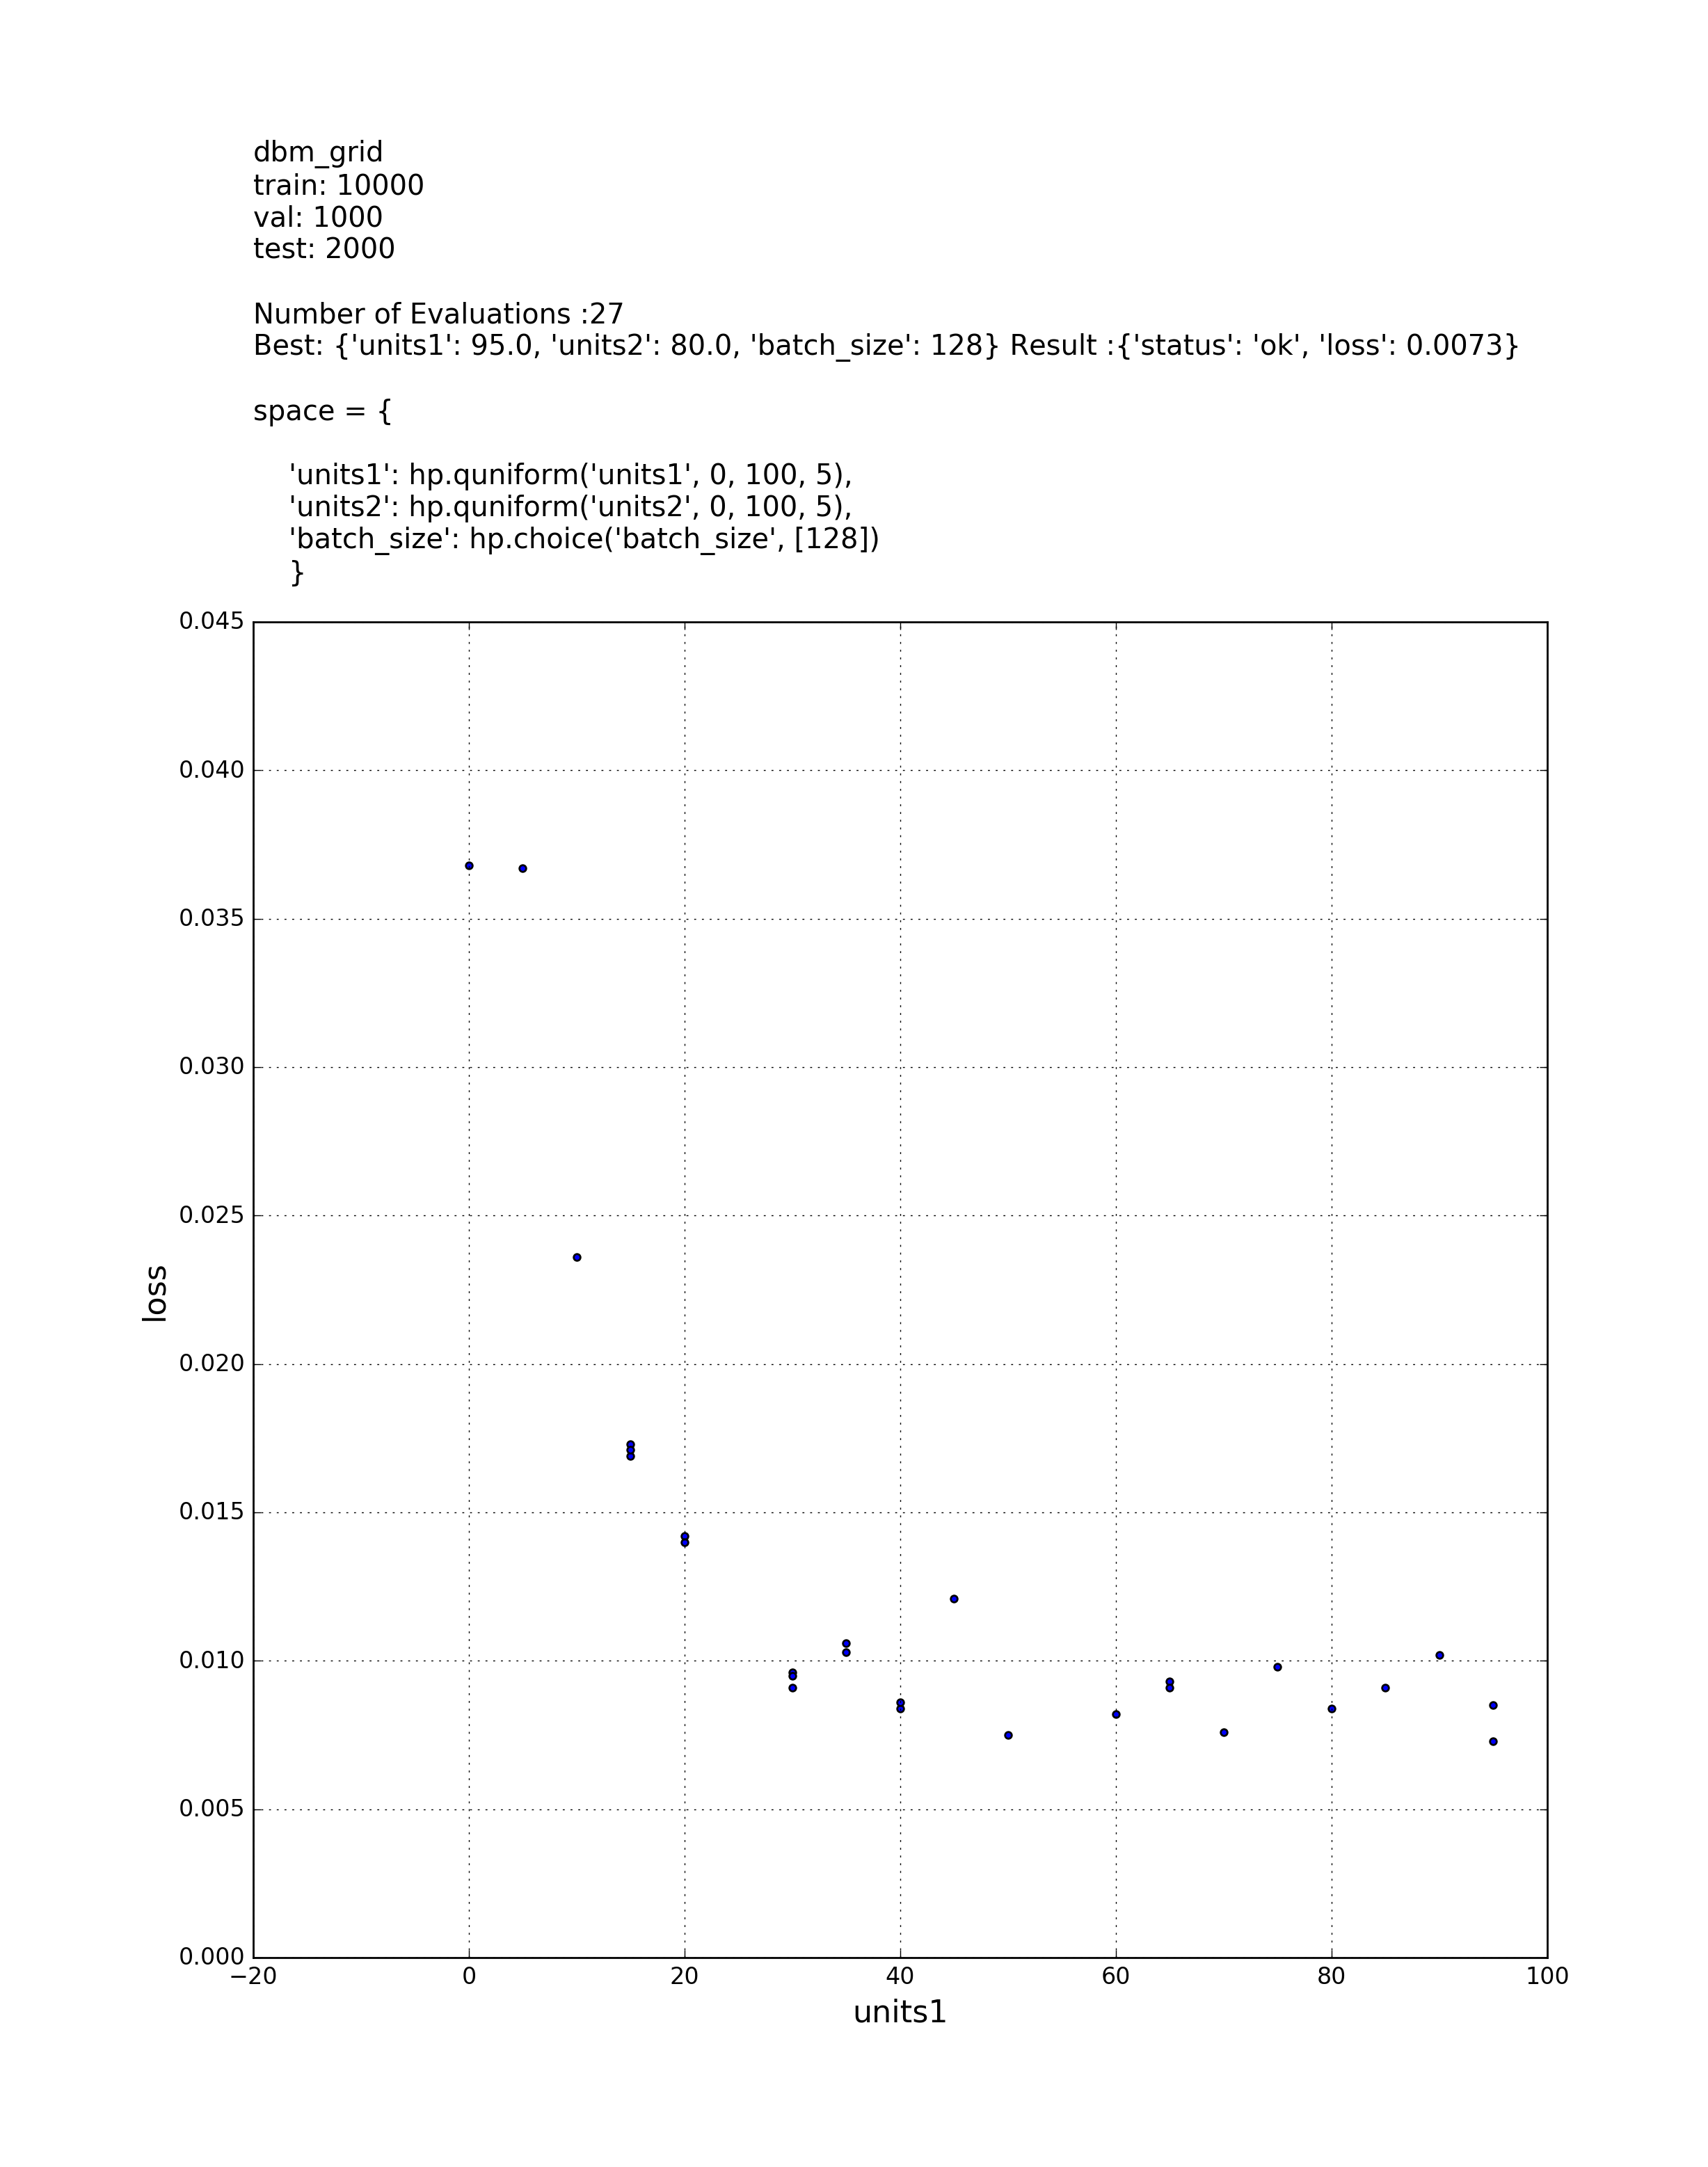 dbm_grid
train: 10000
val: 1000
test: 2000
Number of Evaluations :27
Best: {'units1': 95.0, 'units2': 80.0, 'batch_size': 128} Result :{'status': 'ok', 'loss': 0.0073}
space = {
'units1': hp.quniform('units1', 0, 100, 5),
'units2': hp.quniform('units2', 0, 100, 5),
'batch_size': hp.choice('batch_size', [128])
}
0.045
0.040
0.035
0.030
0.025
0.020
0.015
0.010
0.005
0.000
loss
−20 0 20 40 60 80 100
units1